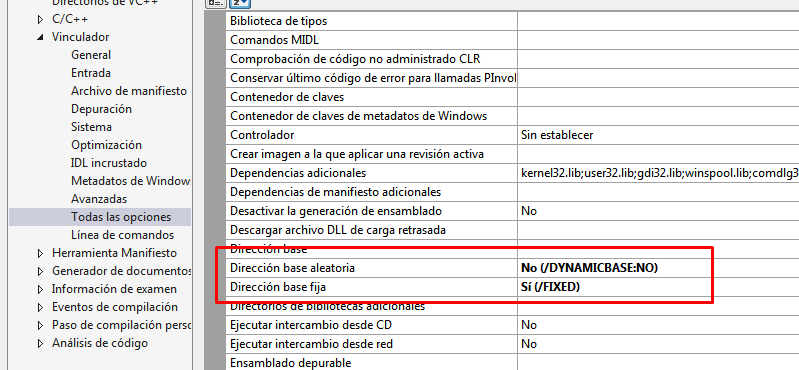 Directorios de VC++
C/C++
Vinculador
General
Entrada
Archivo de manifiesto
Depuración
Sistema
Optimización
IDL incrustado
Metadatos de Windows
Avanzadas
Todas las opciones
Línea de comandos
Herramienta Manifiesto
Generador de documentos
Información de examen
Eventos de compilación
Paso de compilación perso
Análisis de código
Biblioteca de tipos
Comandos MIDL
Comprobación de código no administrado CLR
Conservar último código de error para llamadas PInvol
Contenedor de claves
Contenedor de claves de metadatos de Windows
Controlador Sin establecer
Crear imagen a la que aplicar una revisión activa
Dependencias adicionales kernel32.lib;user32.lib;gdi32.lib;winspool.lib;comdlg3
Dependencias de manifiesto adicionales
Desactivar la generación de ensamblado No
Descargar archivo DLL de carga retrasada
Dirección base
Dirección base aleatoria No (/DYNAMICBASE:NO)
Dirección base fija Sí (/FIXED)
Directorios de bibliotecas adicionales
Ejecutar intercambio desde CD No
Ejecutar intercambio desde red No
Ensamblado depurable